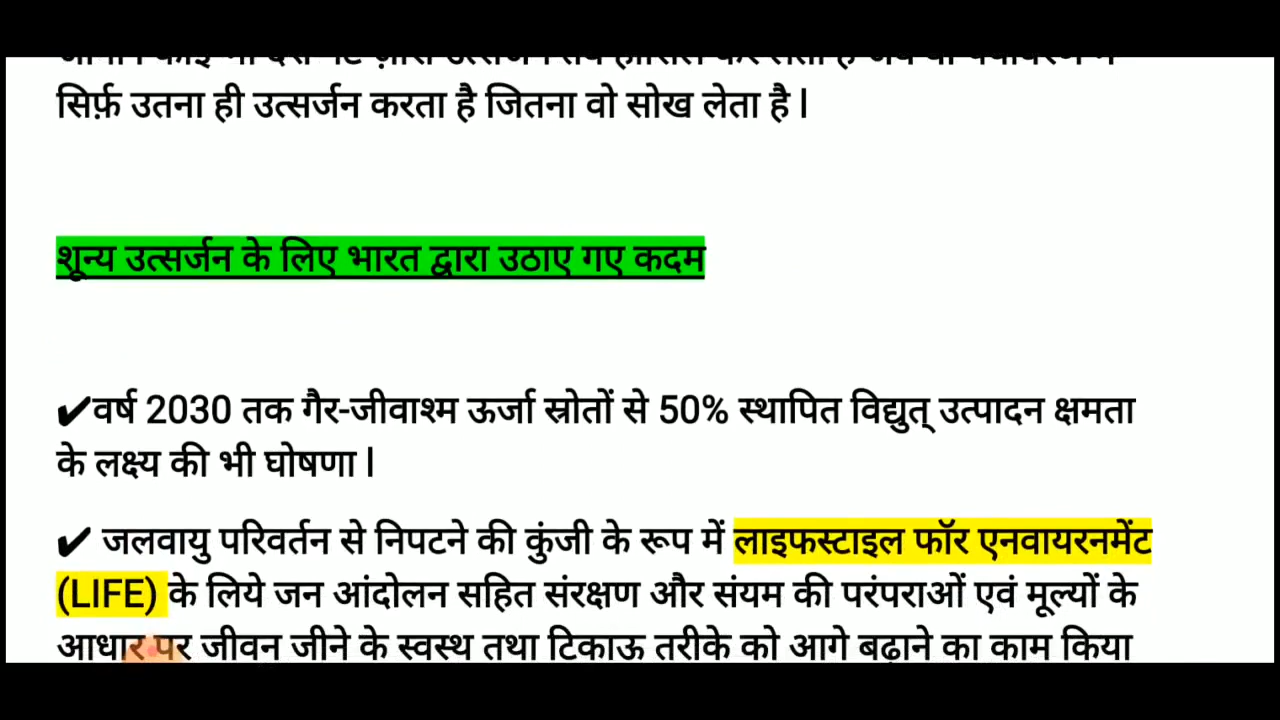 सिर्फ़ उतना ही उत्सर्जन करता है जितना वो सोख लेता है।
शून्य उत्सर्जन के लिए भारत द्वारा उठाए गए कदम
✔वर्ष 2030 तक गैर-जीवाश्म ऊर्जा स्रोतों से 50% स्थापित विद्युत् उत्पादन क्षमता
के लक्ष्य की भी घोषणा।
✔ जलवायु परिवर्तन से निपटने की कुंजी के रूप में लाइफस्टाइल फॉर एनवायरनमेंट
(LIFE) के लिये जन आंदोलन सहित संरक्षण और संयम की परंपराओं एवं मूल्यों के
आधार पर जीवन जीने के स्वस्थ तथा टिकाऊ तरीके को आगे बढ़ाने का काम किया